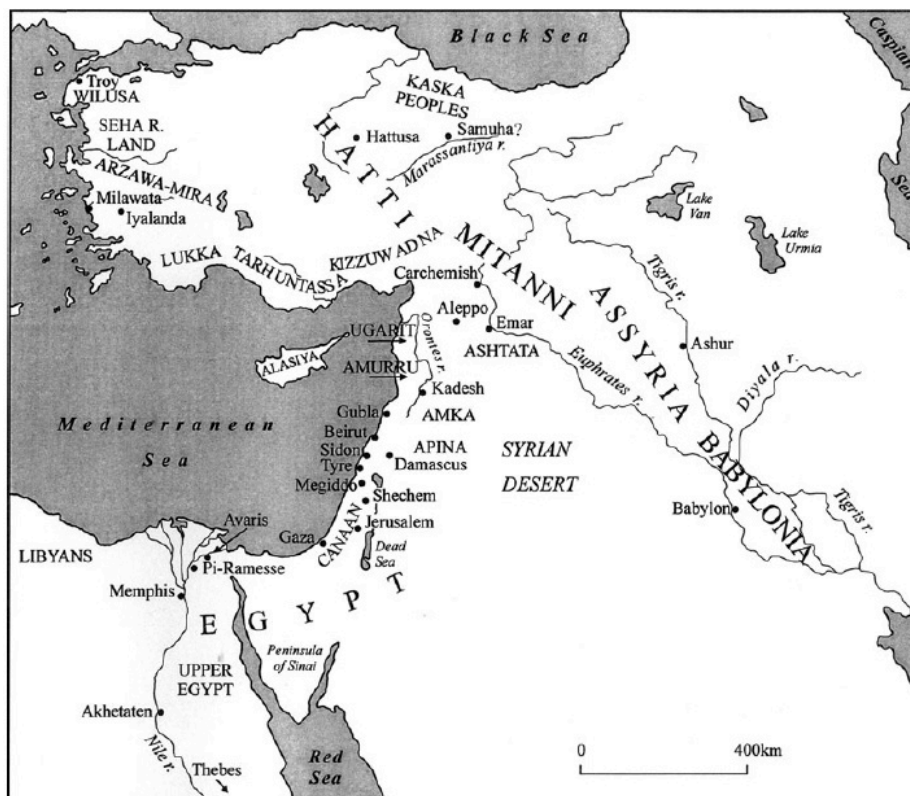 Black Sea
Caspian
Sea
Troy
WILUSA
KASKA
PEOPLES
SEHA R.
LAND
Hattusa
Samuha?
Marassantiya r.
HATTI
ARZAWA-MIRA
Milawata
Iyalanda
Lake
Van
Lake
Urmia
LUKKA
TARHUNTASSA
KIZZUWADNA
MITANNI
Carchemish
Tigris r.
ASSYRIA
Aleppo
Emar
UGARIT
Orontes r.
ASHTATA
Ashur
ALASIYA
AMURRU
Euphrates r.
Diyala r.
Kadesh
Gubla
AMKA
Mediterranean
Sea
Beirut
Sidon
APINA
Tyre
Damascus
SYRIAN
DESERT
BABYLONIA
Megiddo
Shechem
Babylon
Tigris r.
Avaris
Jerusalem
Gaza
CANAAN
Dead
Sea
LIBYANS
Pi-Ramesse
Memphis
EGYPT
Peninsula
of Sinai
UPPER
EGYPT
Akhetaten
Nile r.
Thebes
Red
Sea
0 400km